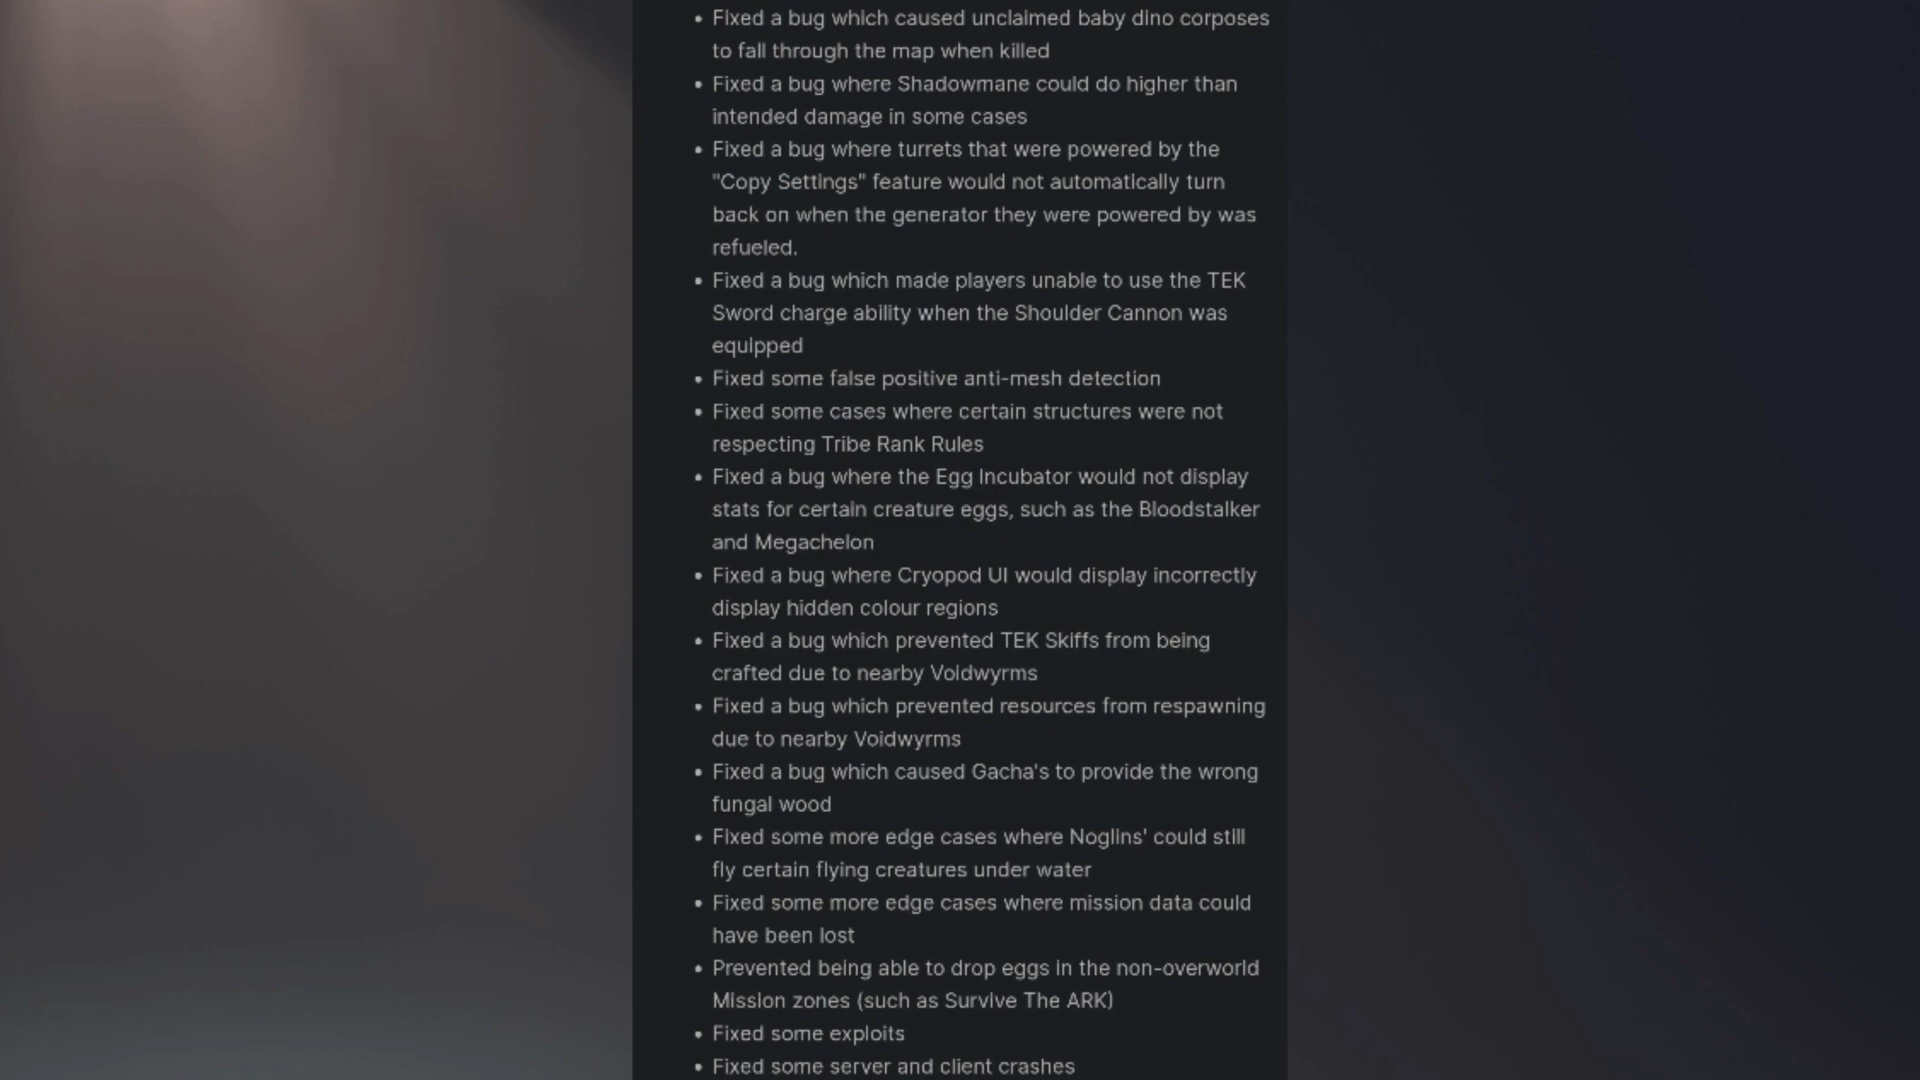 • Fixed a bug which caused unclaimed baby dino corposes
to fall through the map when killed
• Fixed a bug where Shadowmane could do higher than
intended damage in some cases
• Fixed a bug where turrets that were powered by the
"Copy Settings" feature would not automatically turn
back on when the generator they were powered by was
refueled.
• Fixed a bug which made players unable to use the TEK
Sword charge ability when the Shoulder Cannon was
equipped
• Fixed some false positive anti-mesh detection
• Fixed some cases where certain structures were not
respecting Tribe Rank Rules
• Fixed a bug where the Egg Incubator would not display
stats for certain creature eggs, such as the Bloodstalker
and Megachelon
• Fixed a bug where Cryopod UI would display incorrectly
display hidden colour regions
• Fixed a bug which prevented TEK Skiffs from being
crafted due to nearby Voidwyrms
• Fixed a bug which prevented resources from respawning
due to nearby Voidwyrms
• Fixed a bug which caused Gacha's to provide the wrong
fungal wood
• Fixed some more edge cases where Noglins' could still
fly certain flying creatures under water
• Fixed some more edge cases where mission data could
have been lost
• Prevented being able to drop eggs in the non-overworld
Mission zones (such as Survive The ARK)
• Fixed some exploits
• Fixed some server and client crashes